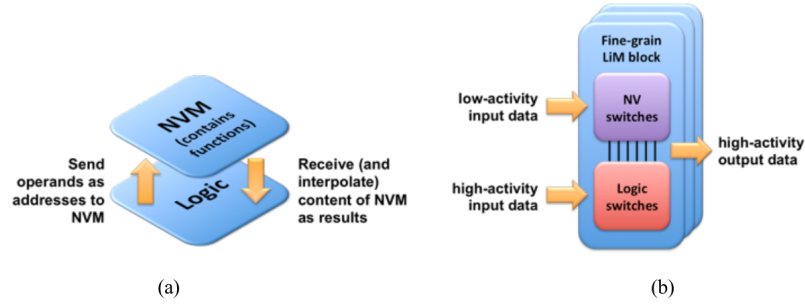 NVM
(contains
functions)
Logic
Send
operands as
addresses to
NVM
Receive (and
interpolate)
content of NVM
as results
(a)
Fine-grain
LiM block
low-activity
input data
NV
switches
high-activity
output data
high-activity
input data
Logic
switches
(b)